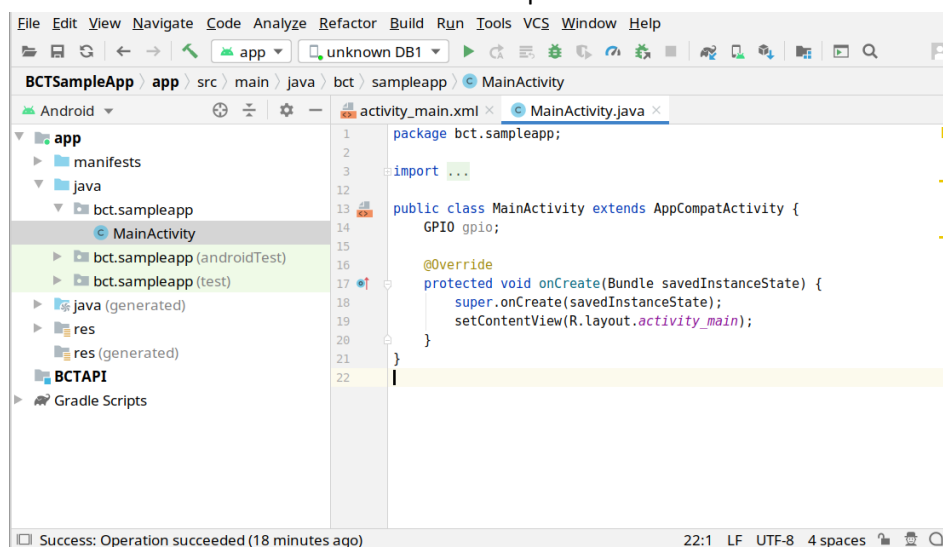 File Edit View Navigate Code Analyze Refactor Build Run Tools VCS Window Help
app unknown DB1
BCTSampleApp app src main java bct sampleapp C MainActivity
Android activity_main.xml C MainActivity.java
app
manifests
java
bct.sampleapp
C MainActivity
bct.sampleapp (androidTest)
bct.sampleapp (test)
java (generated)
res
res (generated)
BCTAPI
Gradle Scripts
1 package bct.sampleapp;
2
3 import ...
12
13 public class MainActivity extends AppCompatActivity {
14 GPIO gpio;
15
16 @Override
17 protected void onCreate(Bundle savedInstanceState) {
18 super.onCreate(savedInstanceState);
19 setContentView(R.layout.activity_main);
20 }
21 }
22
Success: Operation succeeded (18 minutes ago) 22:1 LF UTF-8 4 spaces